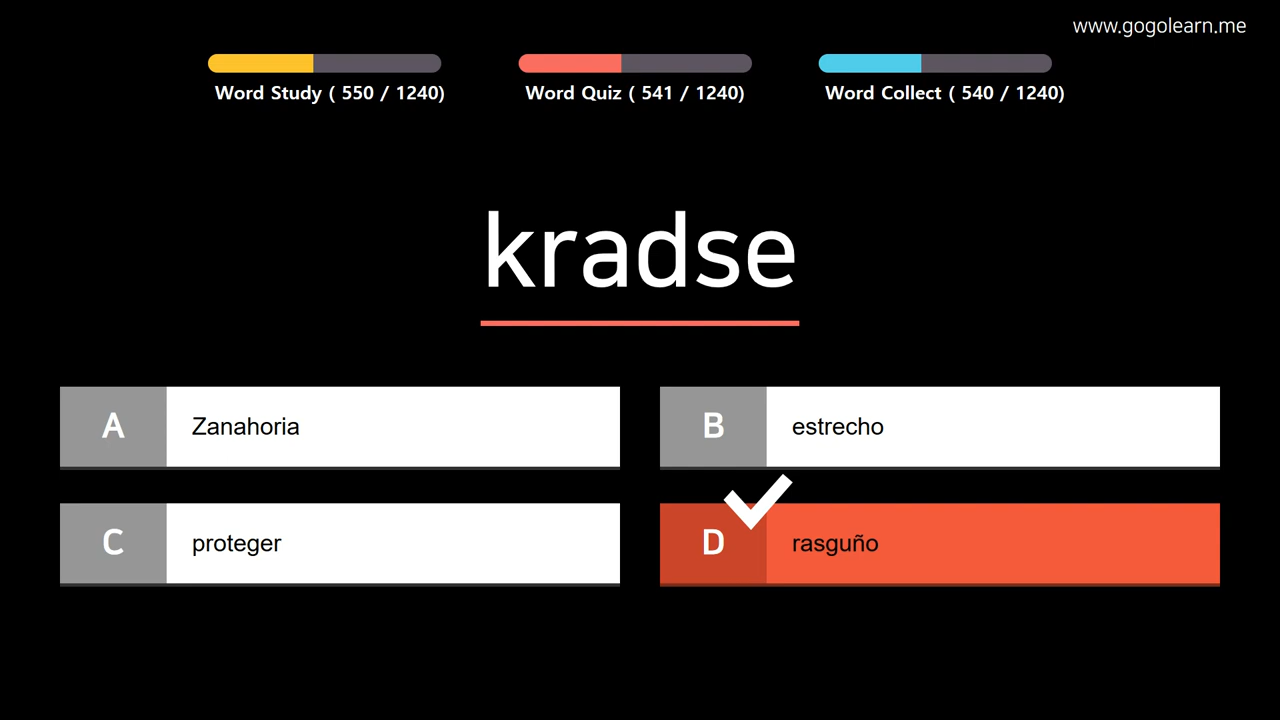 www.gogolearn.me
Word Study ( 550 / 1240)
Word Quiz ( 541 / 1240)
Word Collect ( 540 / 1240)
kradse
A Zanahoria
B estrecho
C proteger
D rasguño